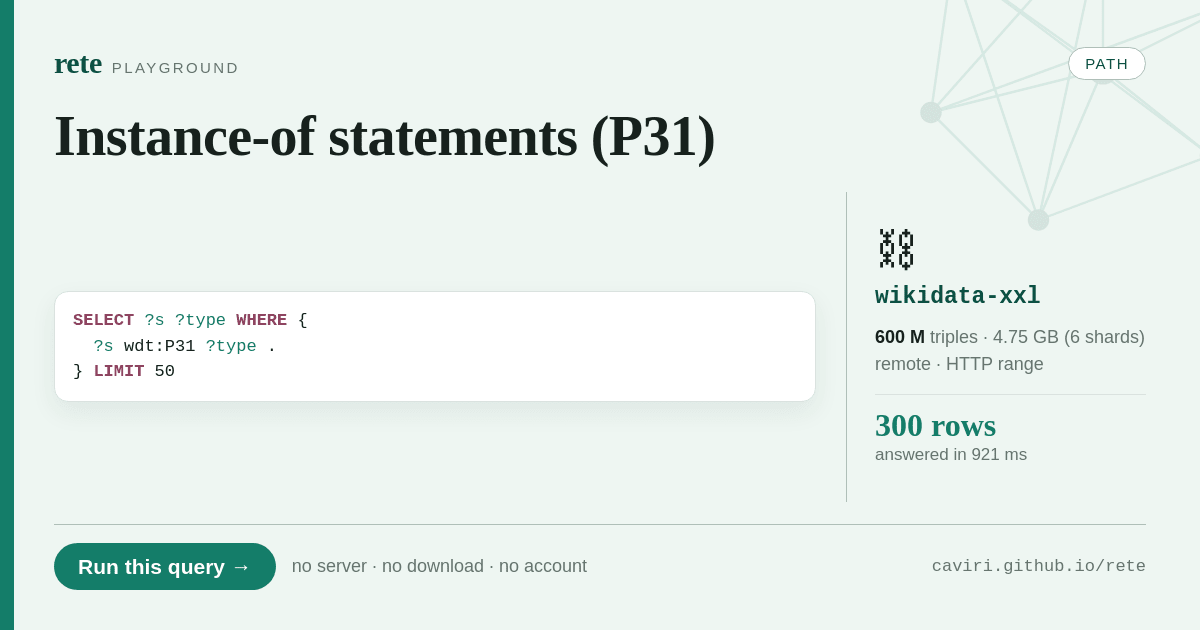 rete PLAYGROUND
PATH
Instance-of statements (P31)
SELECT ?s ?type WHERE {
?s wdt:P31 ?type .
} LIMIT 50
wikidata-xxl
600 M triples · 4.75 GB (6 shards)
remote · HTTP range
300 rows
answered in 921 ms
Run this query →
no server · no download · no account
caviri.github.io/rete